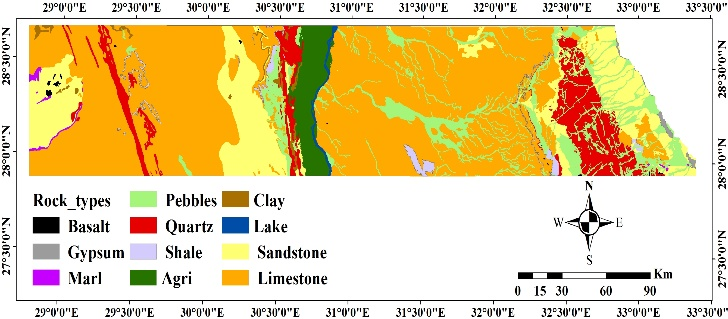 29°0'0"E 29°30'0"E 30°0'0"E 30°30'0"E 31°0'0"E 31°30'0"E 32°0'0"E 32°30'0"E 33°0'0"E 33°30'0"E
28°30'0"N 28°30'0"N
28°0'0"N 28°0'0"N
27°30'0"N 27°30'0"N
Rock_types Pebbles Clay
Basalt Quartz Lake
Gypsum Shale Sandstone
Marl Agri Limestone
N
W E
S
Km
0 15 30 60 90
29°0'0"E 29°30'0"E 30°0'0"E 30°30'0"E 31°0'0"E 31°30'0"E 32°0'0"E 32°30'0"E 33°0'0"E 33°30'0"E